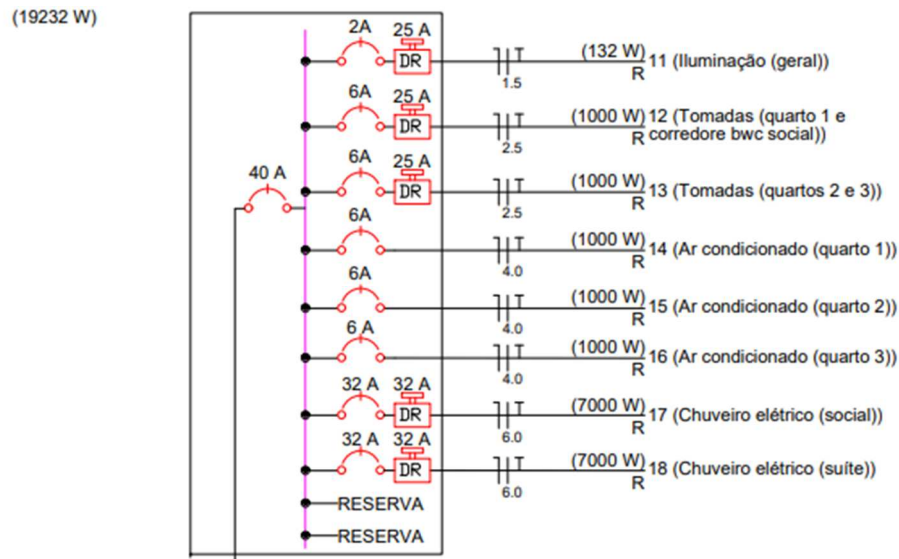 (19232 W)
40 A
2A 25 A DR 1.5 T (132 W) R 11 (Iluminação (geral))
6A 25 A DR 2.5 T (1000 W) R 12 (Tomadas (quarto 1 e
corredore bwc social))
6A 25 A DR 2.5 T (1000 W) R 13 (Tomadas (quartos 2 e 3))
6A 4.0 T (1000 W) R 14 (Ar condicionado (quarto 1))
6A 4.0 T (1000 W) R 15 (Ar condicionado (quarto 2))
6 A 4.0 T (1000 W) R 16 (Ar condicionado (quarto 3))
32 A 32 A DR 6.0 T (7000 W) R 17 (Chuveiro elétrico (social))
32 A 32 A DR 6.0 T (7000 W) R 18 (Chuveiro elétrico (suíte))
RESERVA
RESERVA